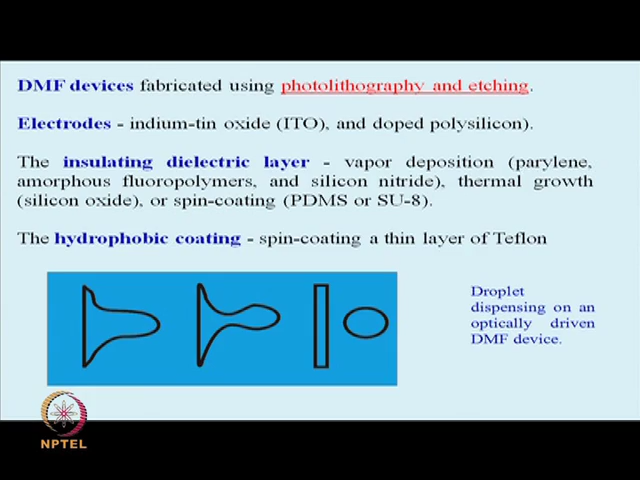 DMF devices fabricated using photolithography and etching.
Electrodes - indium-tin oxide (ITO), and doped polysilicon).
The insulating dielectric layer - vapor deposition (parylene,
amorphous fluoropolymers, and silicon nitride), thermal growth
(silicon oxide), or spin-coating (PDMS or SU-8).
The hydrophobic coating - spin-coating a thin layer of Teflon
Droplet
dispensing on an
optically driven
DMF device.
NPTEL